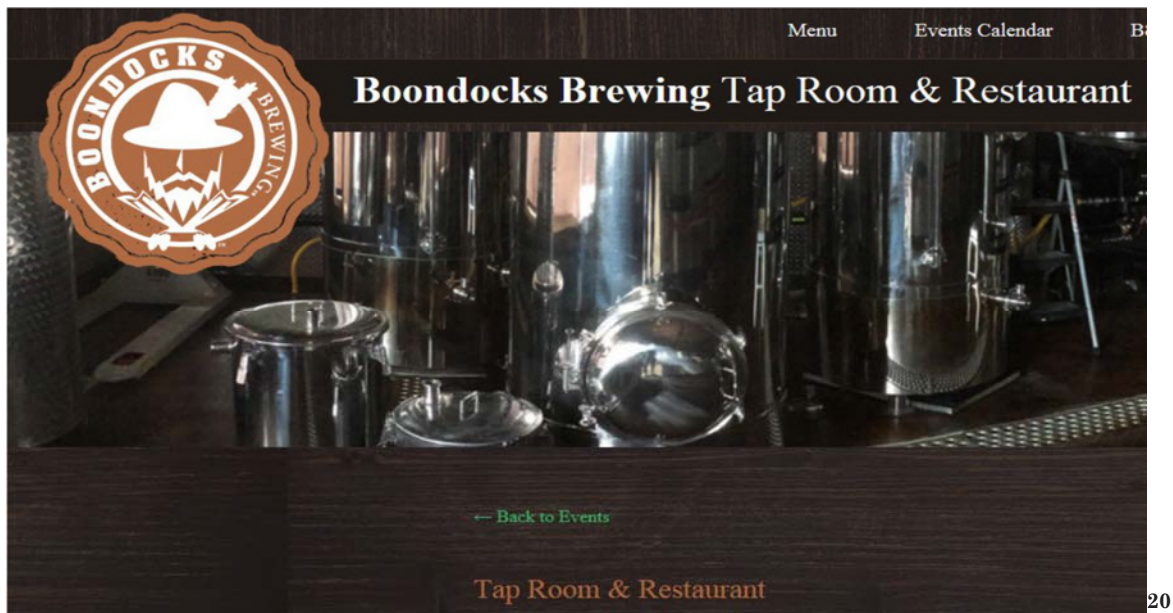 Menu Events Calendar
Boondocks Brewing Tap Room & Restaurant
BOONDOCKS
BREWING
← Back to Events
Tap Room & Restaurant
20